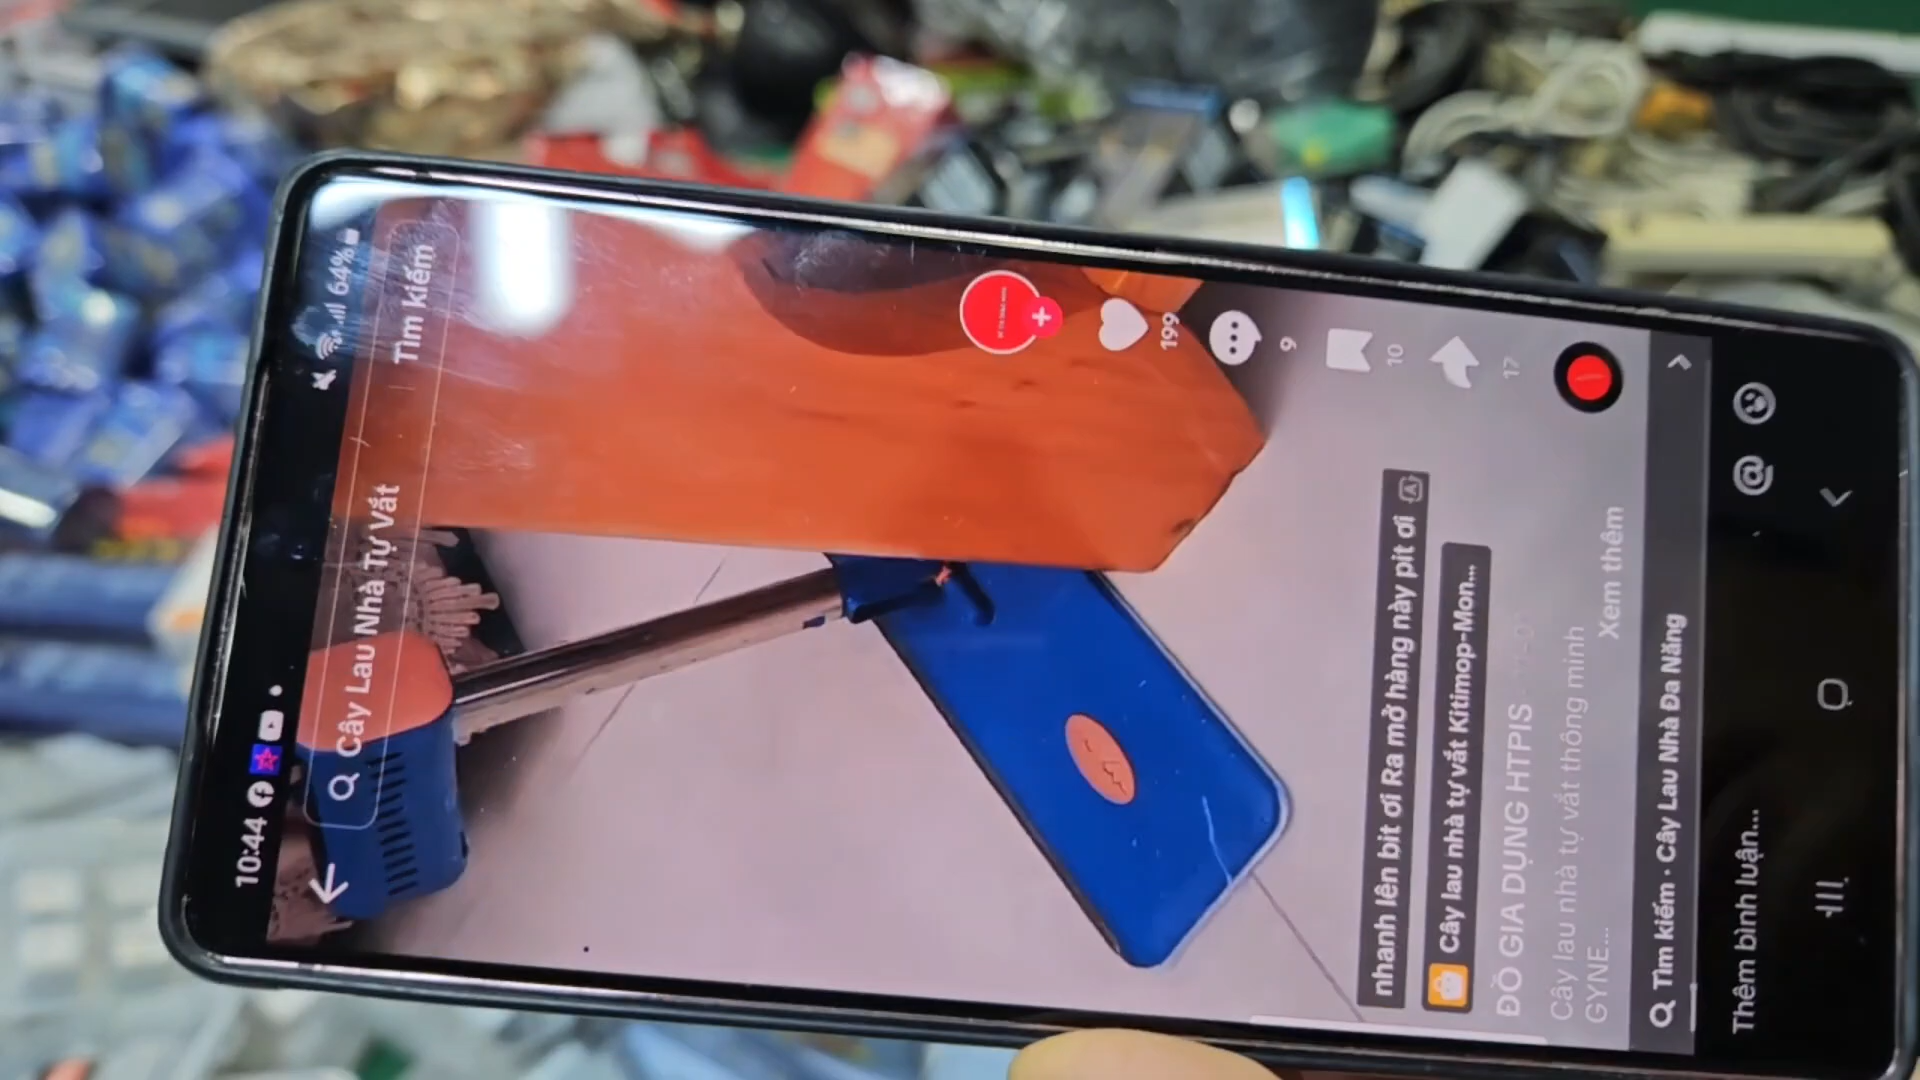 10:44
64%
Cây Lau Nhà Tự Vắt
Tìm kiếm
199
9
10
17
nhanh lên bit ơi Ra mở hàng này pit ơi
Cây lau nhà tự vắt Kitimop-Mon...
ĐỒ GIA DỤNG HTPIS
Cây lau nhà tự vắt thông minh
GYNE...
Xem thêm
Tìm kiếm · Cây Lau Nhà Đa Năng
Thêm bình luận...
@